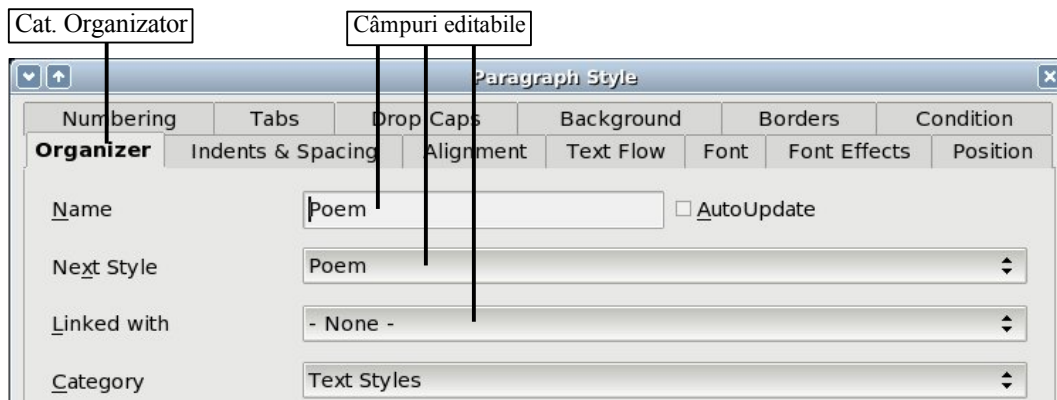 Cat. Organizator Câmpuri editabile
Paragraph Style
Numbering Tabs Drop Caps Background Borders Condition
Organizer Indents & Spacing Alignment Text Flow Font Font Effects Position
Name Poem AutoUpdate
Next Style Poem
Linked with - None -
Category Text Styles